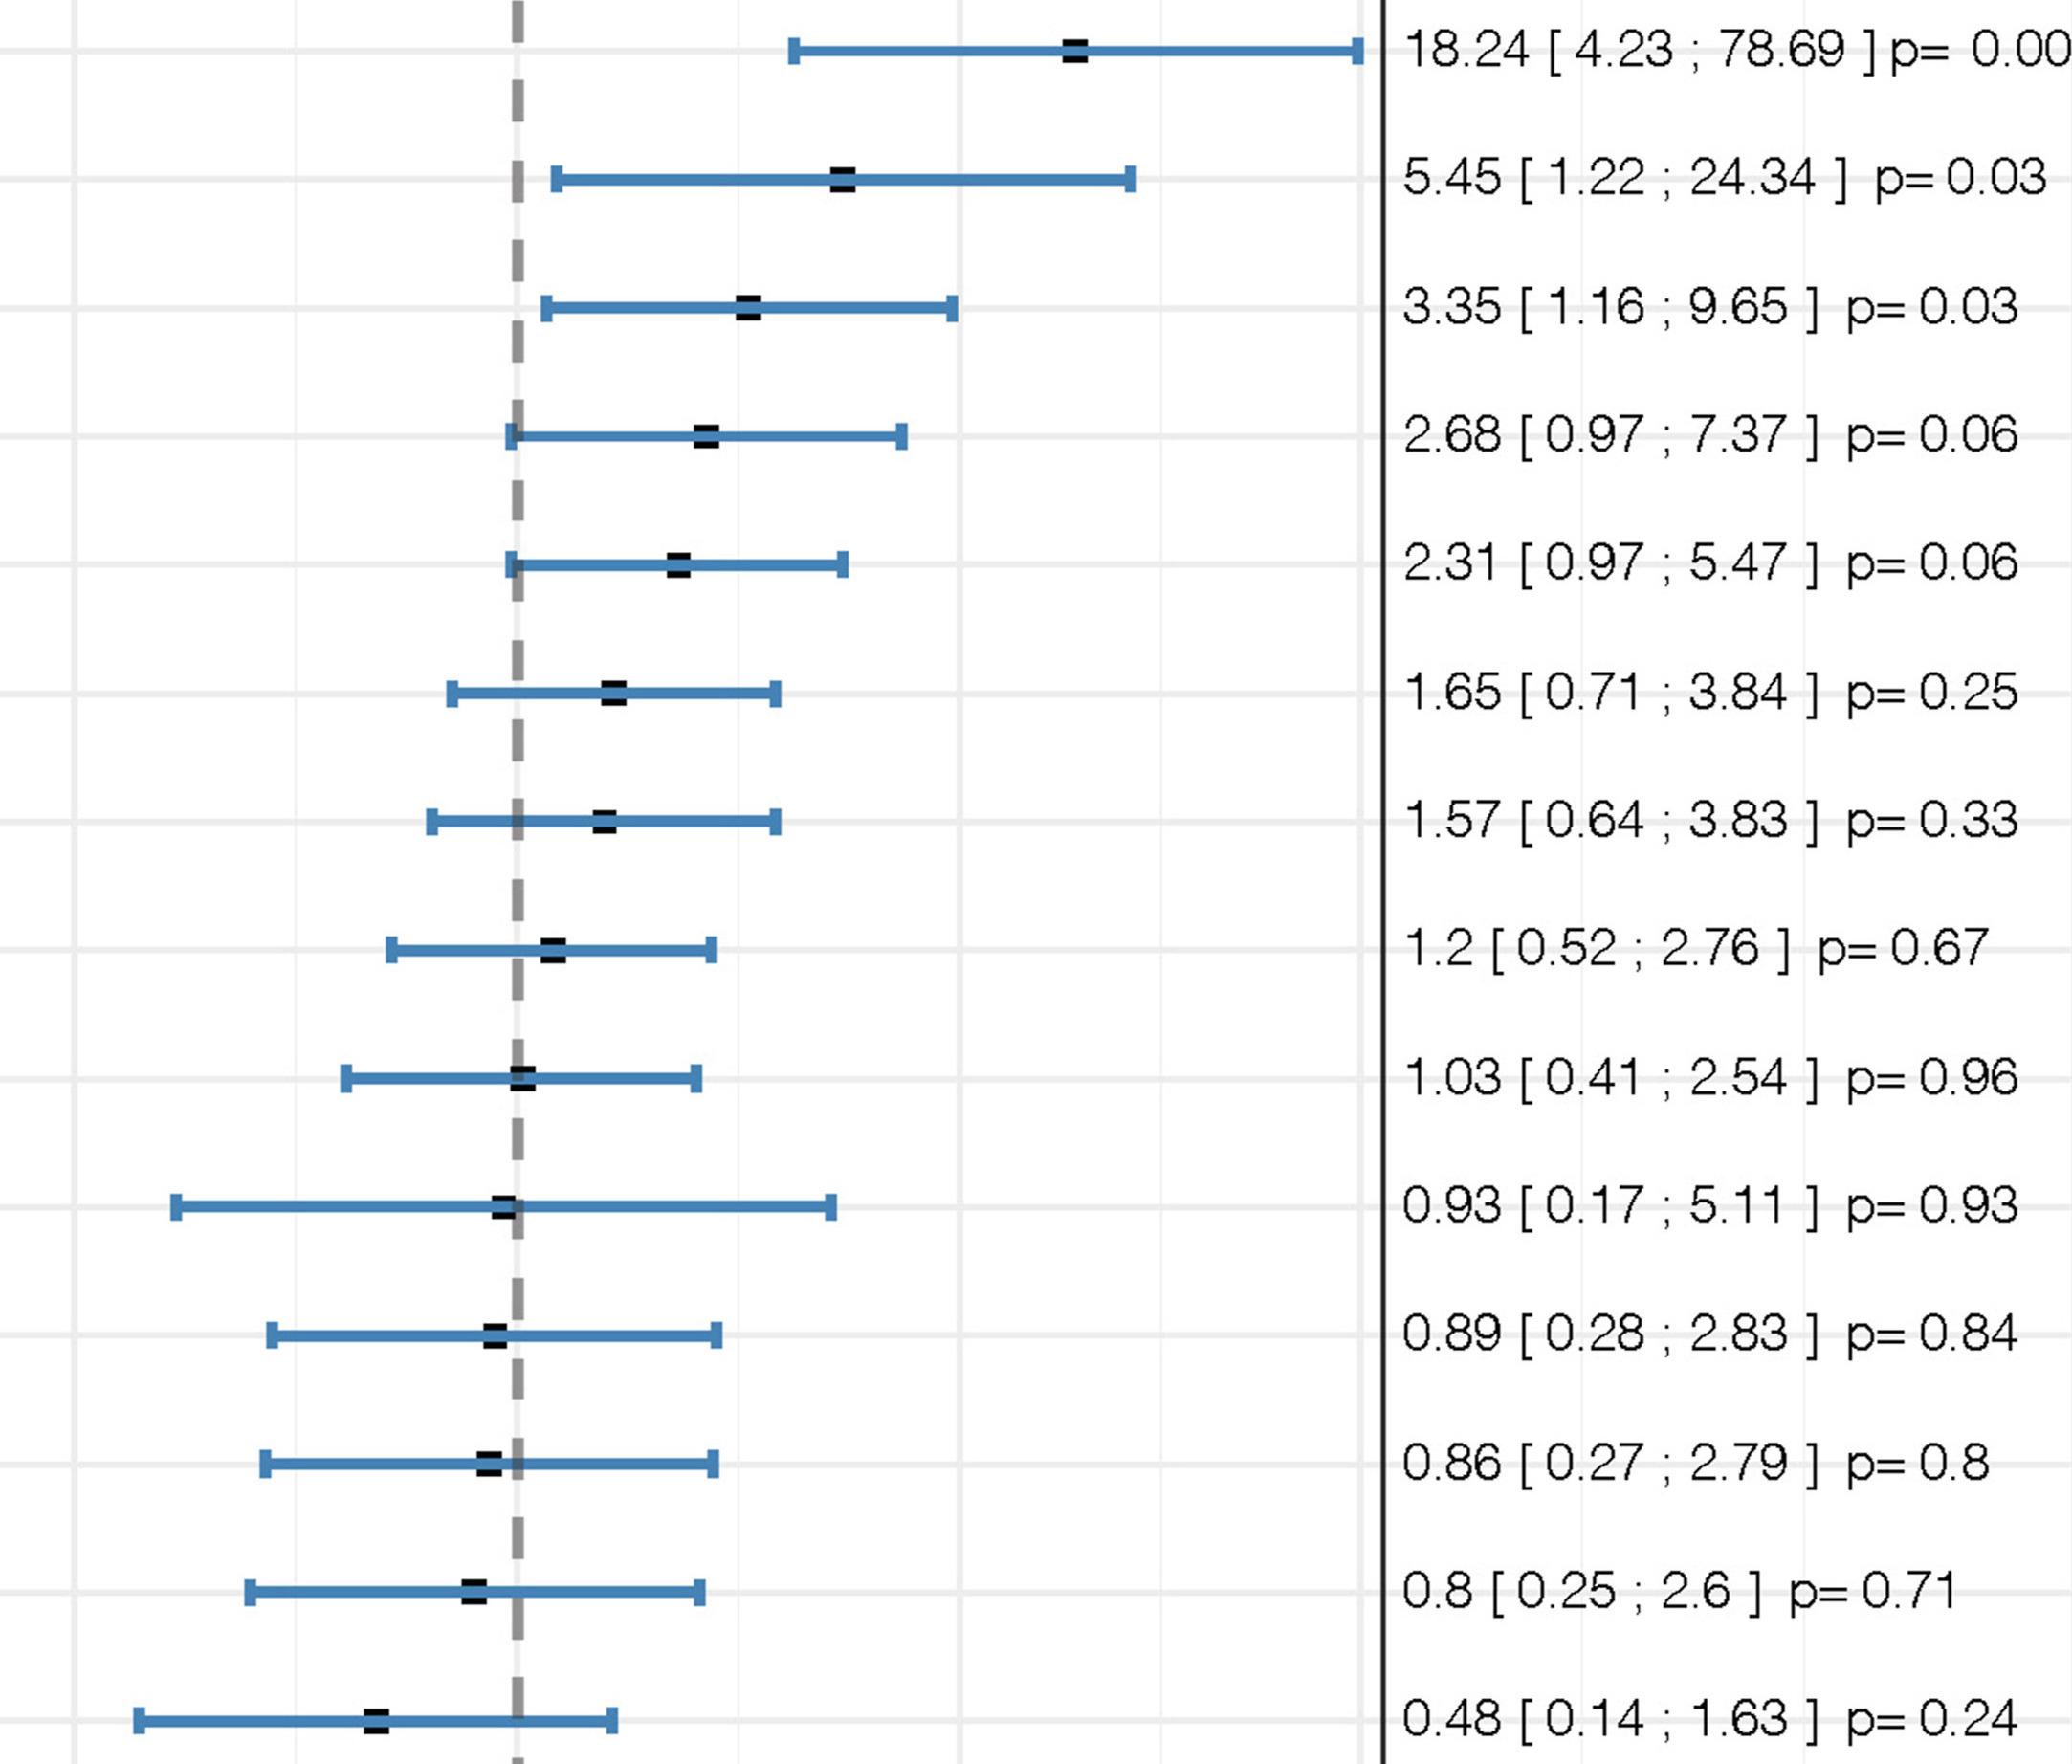 18.24 [ 4.23 ; 78.69 ] p= 0.00
5.45 [ 1.22 ; 24.34 ] p= 0.03
3.35 [ 1.16 ; 9.65 ] p= 0.03
2.68 [ 0.97 ; 7.37 ] p= 0.06
2.31 [ 0.97 ; 5.47 ] p= 0.06
1.65 [ 0.71 ; 3.84 ] p= 0.25
1.57 [ 0.64 ; 3.83 ] p= 0.33
1.2 [ 0.52 ; 2.76 ] p= 0.67
1.03 [ 0.41 ; 2.54 ] p= 0.96
0.93 [ 0.17 ; 5.11 ] p= 0.93
0.89 [ 0.28 ; 2.83 ] p= 0.84
0.86 [ 0.27 ; 2.79 ] p= 0.8
0.8 [ 0.25 ; 2.6 ] p= 0.71
0.48 [ 0.14 ; 1.63 ] p= 0.24